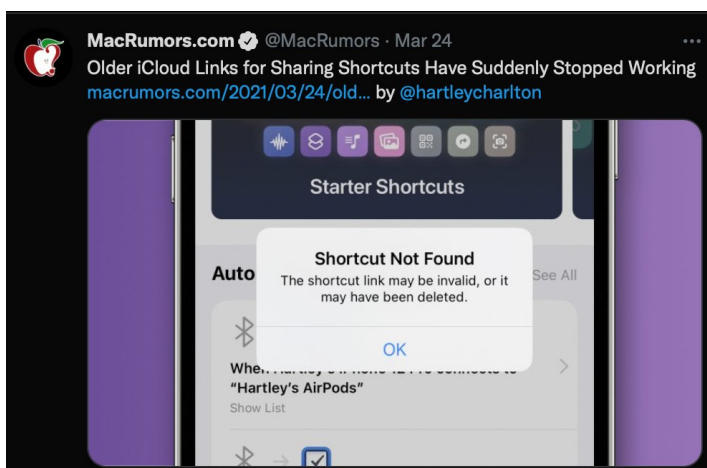 MacRumors.com @MacRumors · Mar 24
Older iCloud Links for Sharing Shortcuts Have Suddenly Stopped Working
macrumors.com/2021/03/24/old... by @hartleycharlton
Starter Shortcuts
Shortcut Not Found
Auto
See All
The shortcut link may be invalid, or it
may have been deleted.
OK
When
“Hartley’s AirPods”
Show List